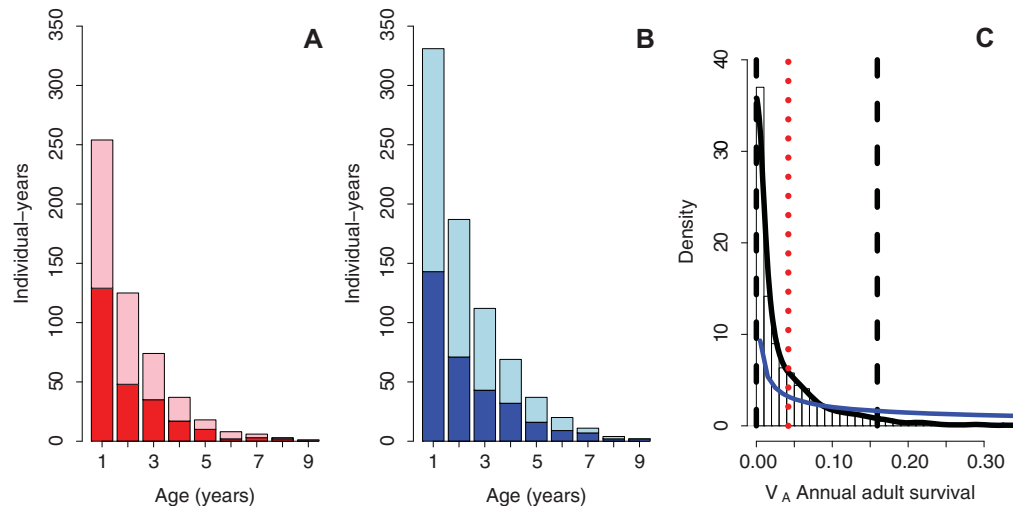 A
Individual–years
0 50 100 150 200 250 300 350
1 3 5 7 9
Age (years)
B
Individual–years
0 50 100 150 200 250 300 350
1 3 5 7 9
Age (years)
C
Density
0 10 20 30 40
0.00 0.10 0.20 0.30
V A Annual adult survival